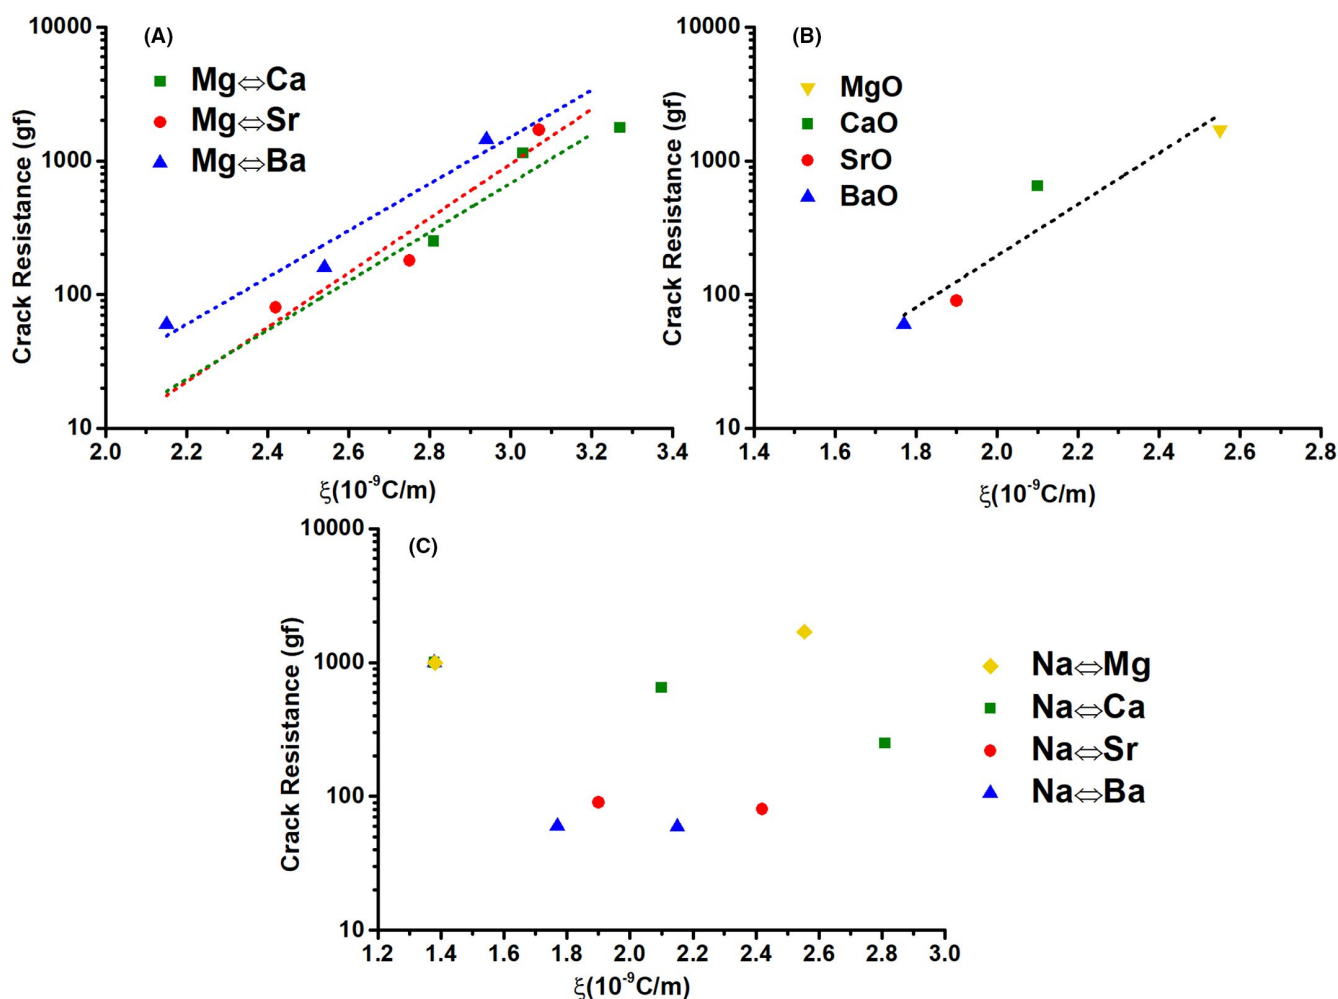 (A)
Mg⇔Ca
Mg⇔Sr
Mg⇔Ba
Crack Resistance (gf)
10000
1000
100
10
2.0 2.2 2.4 2.6 2.8 3.0 3.2 3.4
ξ(10⁻⁹C/m)
(B)
MgO
CaO
SrO
BaO
Crack Resistance (gf)
10000
1000
100
10
1.4 1.6 1.8 2.0 2.2 2.4 2.6 2.8
ξ(10⁻⁹C/m)
(C)
Crack Resistance (gf)
10000
1000
100
10
1.2 1.4 1.6 1.8 2.0 2.2 2.4 2.6 2.8 3.0
ξ(10⁻⁹C/m)
Na⇔Mg
Na⇔Ca
Na⇔Sr
Na⇔Ba